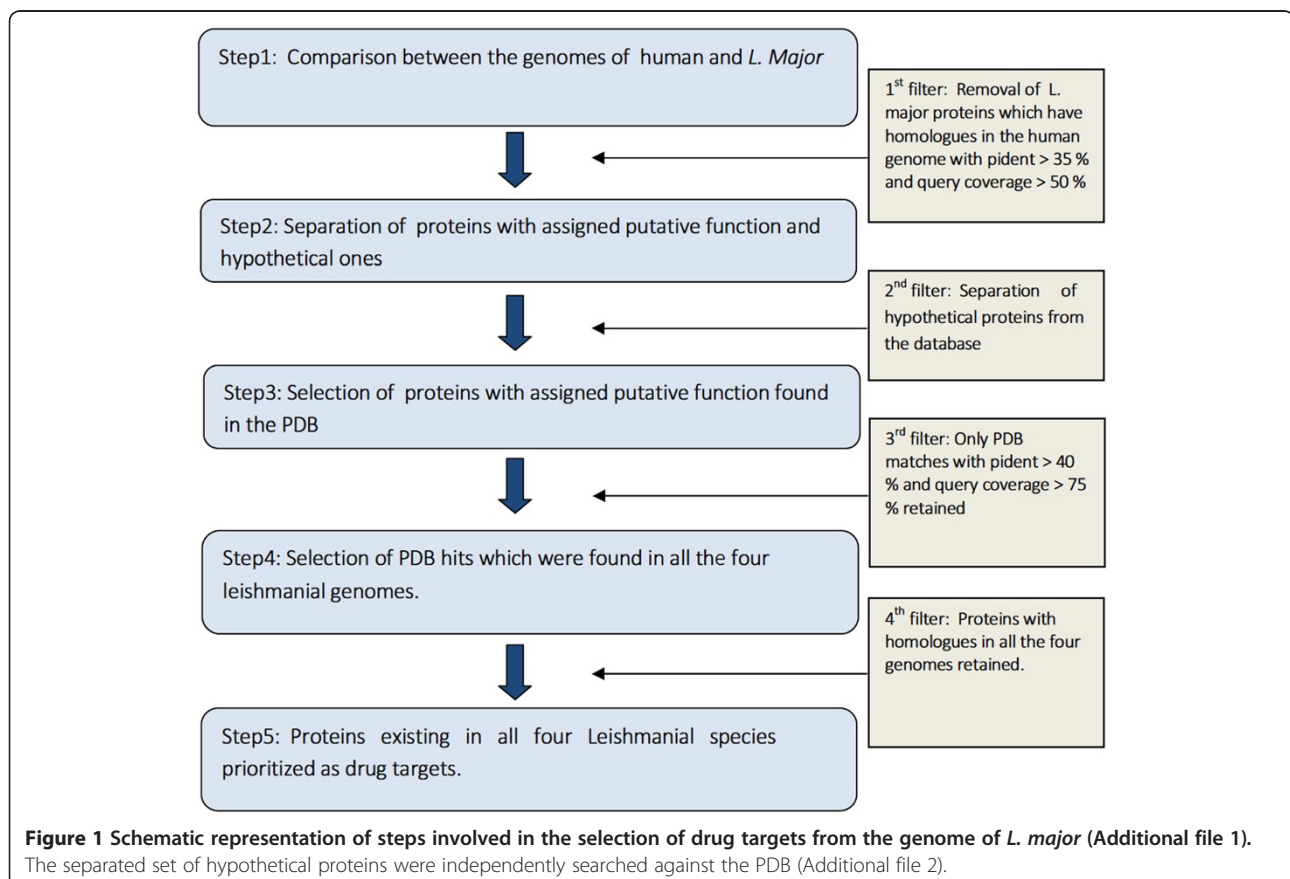 Step1: Comparison between the genomes of human and L. Major
1st filter: Removal of L.
major proteins which have
homologues in the human
genome with pident > 35 %
and query coverage > 50 %
Step2: Separation of proteins with assigned putative function and
hypothetical ones
2nd filter: Separation of
hypothetical proteins from
the database
Step3: Selection of proteins with assigned putative function found
in the PDB
3rd filter: Only PDB
matches with pident > 40
% and query coverage > 75
% retained
Step4: Selection of PDB hits which were found in all the four
leishmanial genomes.
4th filter: Proteins with
homologues in all the four
genomes retained.
Step5: Proteins existing in all four Leishmanial species
prioritized as drug targets.
Figure 1 Schematic representation of steps involved in the selection of drug targets from the genome of L. major (Additional file 1).
The separated set of hypothetical proteins were independently searched against the PDB (Additional file 2).